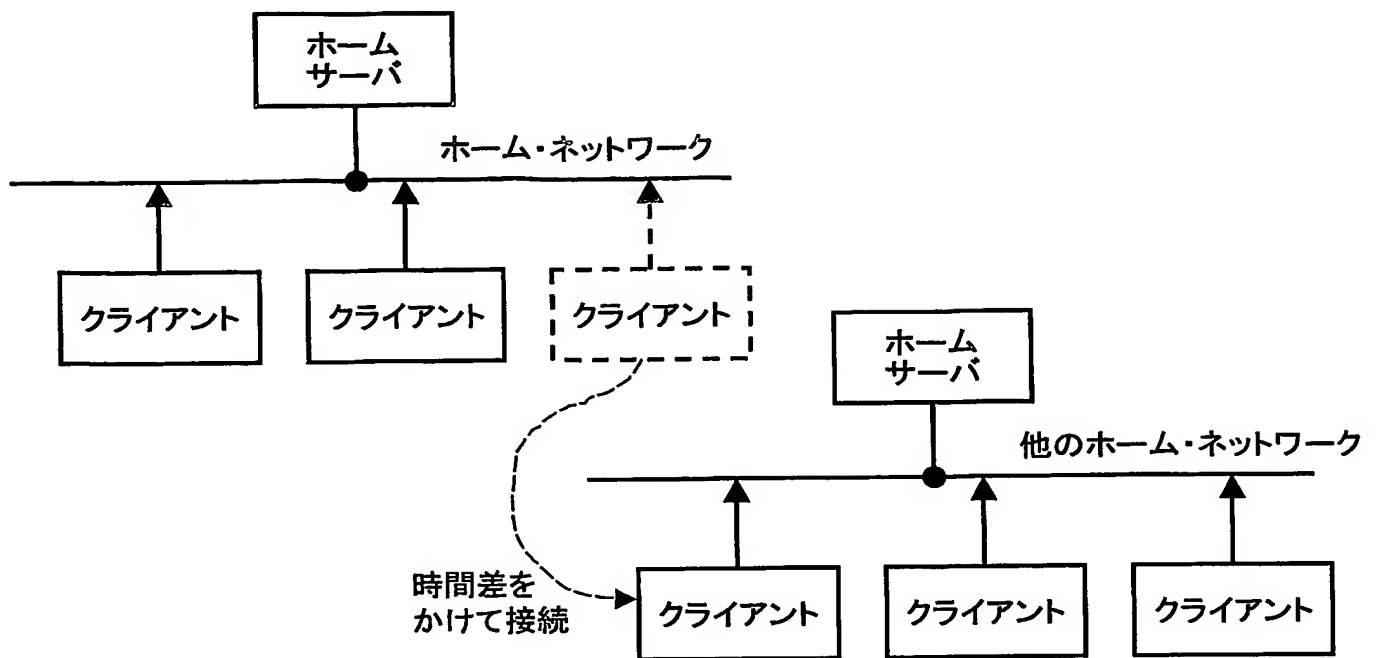 ホーム
サーバ
ホーム・ネットワーク
クライアント
クライアント
クライアント
ホーム
サーバ
他のホーム・ネットワーク
時間差を
かけて接続
クライアント
クライアント
クライアント